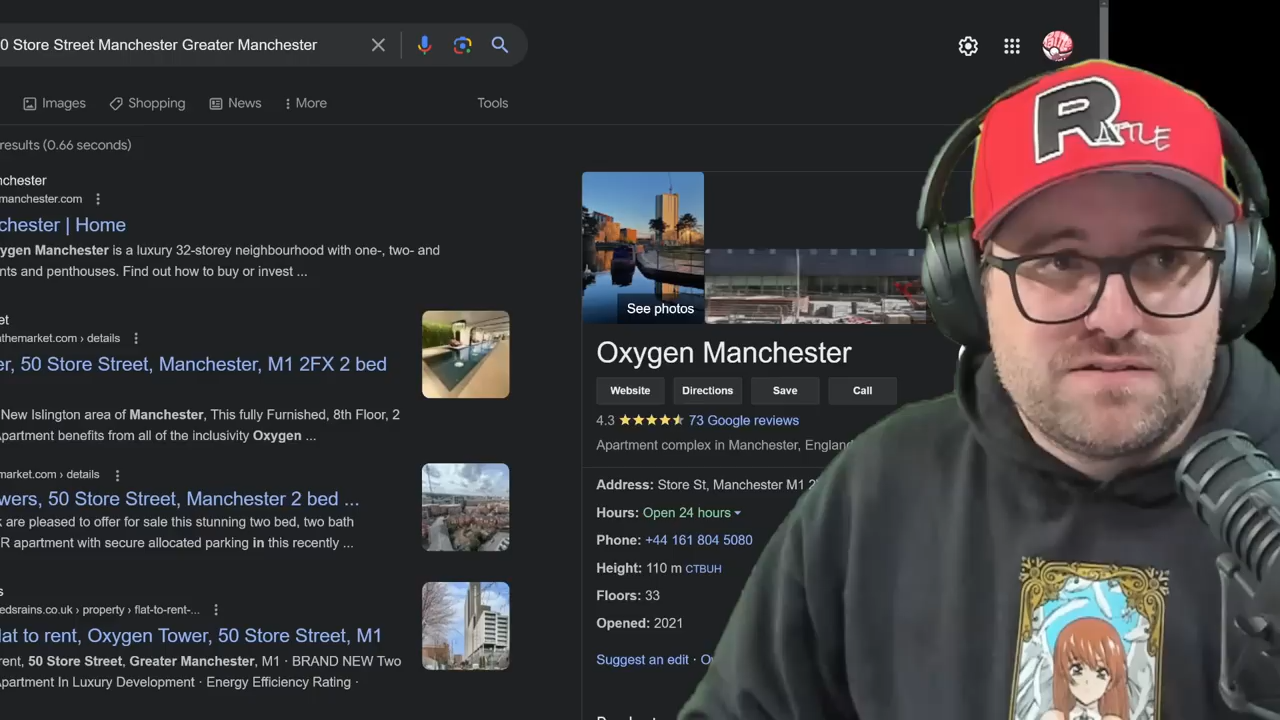 0 Store Street Manchester Greater Manchester
Images
Shopping
News
More
Tools
results (0.66 seconds)
nchester
manchester.com
chester | Home
ygen Manchester is a luxury 32-storey neighbourhood with one-, two- and
nts and penthouses. Find out how to buy or invest ...
et
nthemarket.com › details
er, 50 Store Street, Manchester, M1 2FX 2 bed
New Islington area of Manchester, This fully Furnished, 8th Floor, 2
Apartment benefits from all of the inclusivity Oxygen ...
market.com › details
wers, 50 Store Street, Manchester 2 bed ...
k are pleased to offer for sale this stunning two bed, two bath
R apartment with secure allocated parking in this recently ...
s
edsrains.co.uk › property › flat-to-rent-...
lat to rent, Oxygen Tower, 50 Store Street, M1
rent, 50 Store Street, Greater Manchester, M1 · BRAND NEW Two
Apartment In Luxury Development · Energy Efficiency Rating ·
See photos
Oxygen Manchester
Website
Directions
Save
Call
4.3
73 Google reviews
Apartment complex in Manchester, England
Address: Store St, Manchester M1 2
Hours: Open 24 hours
Phone: +44 161 804 5080
Height: 110 m CTBUH
Floors: 33
Opened: 2021
Suggest an edit ·
RATTLE